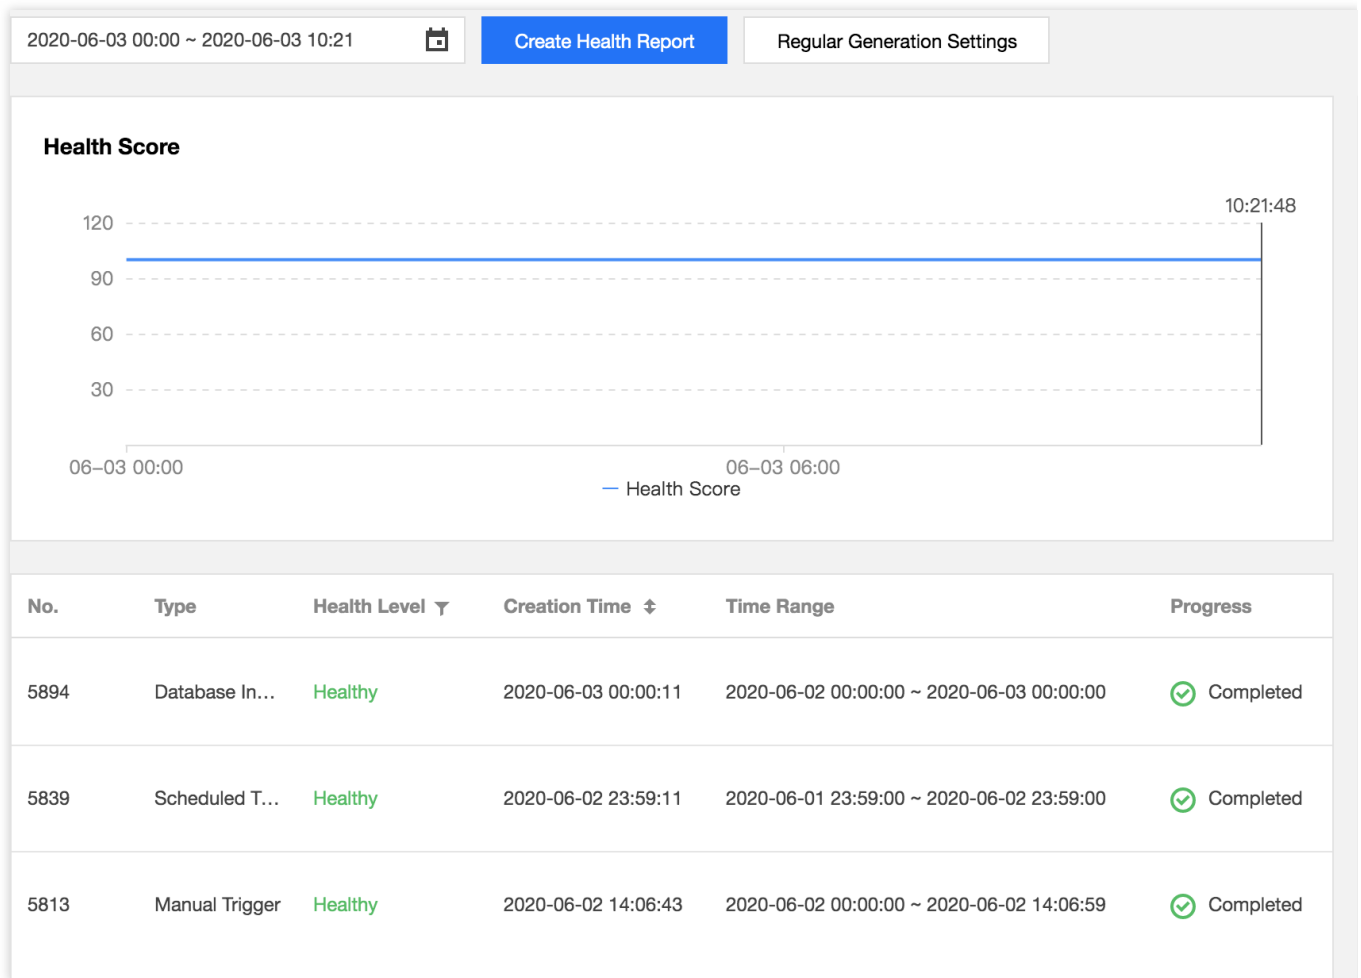 2020-06-03 00:00 ~ 2020-06-03 10:21
Create Health Report
Regular Generation Settings
Health Score
10:21:48
120
90
60
30
06-03 00:00
06-03 06:00
Health Score
No. Type Health Level Creation Time Time Range Progress
5894 Database In... Healthy 2020-06-03 00:00:11 2020-06-02 00:00:00 ~ 2020-06-03 00:00:00 Completed
5839 Scheduled T... Healthy 2020-06-02 23:59:11 2020-06-01 23:59:00 ~ 2020-06-02 23:59:00 Completed
5813 Manual Trigger Healthy 2020-06-02 14:06:43 2020-06-02 00:00:00 ~ 2020-06-02 14:06:59 Completed